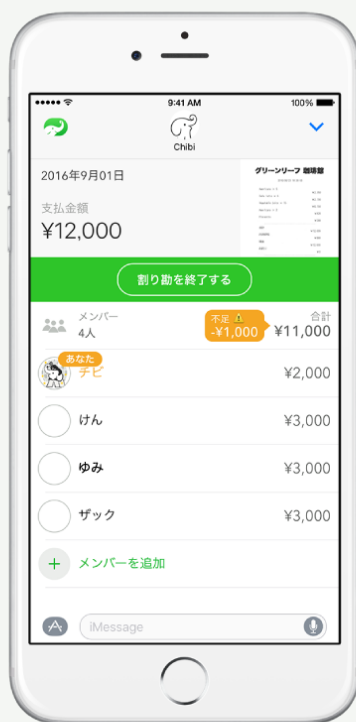 9:41 AM
100%
Chibi
2016年9月01日
支払金額
¥12,000
グリーンリーフ 珈琲館
割り勘を終了する
メンバー
4人
不足
-¥1,000
合計
¥11,000
あなた
チビ
¥2,000
けん
¥3,000
ゆみ
¥3,000
ザック
¥3,000
+ メンバーを追加
iMessage